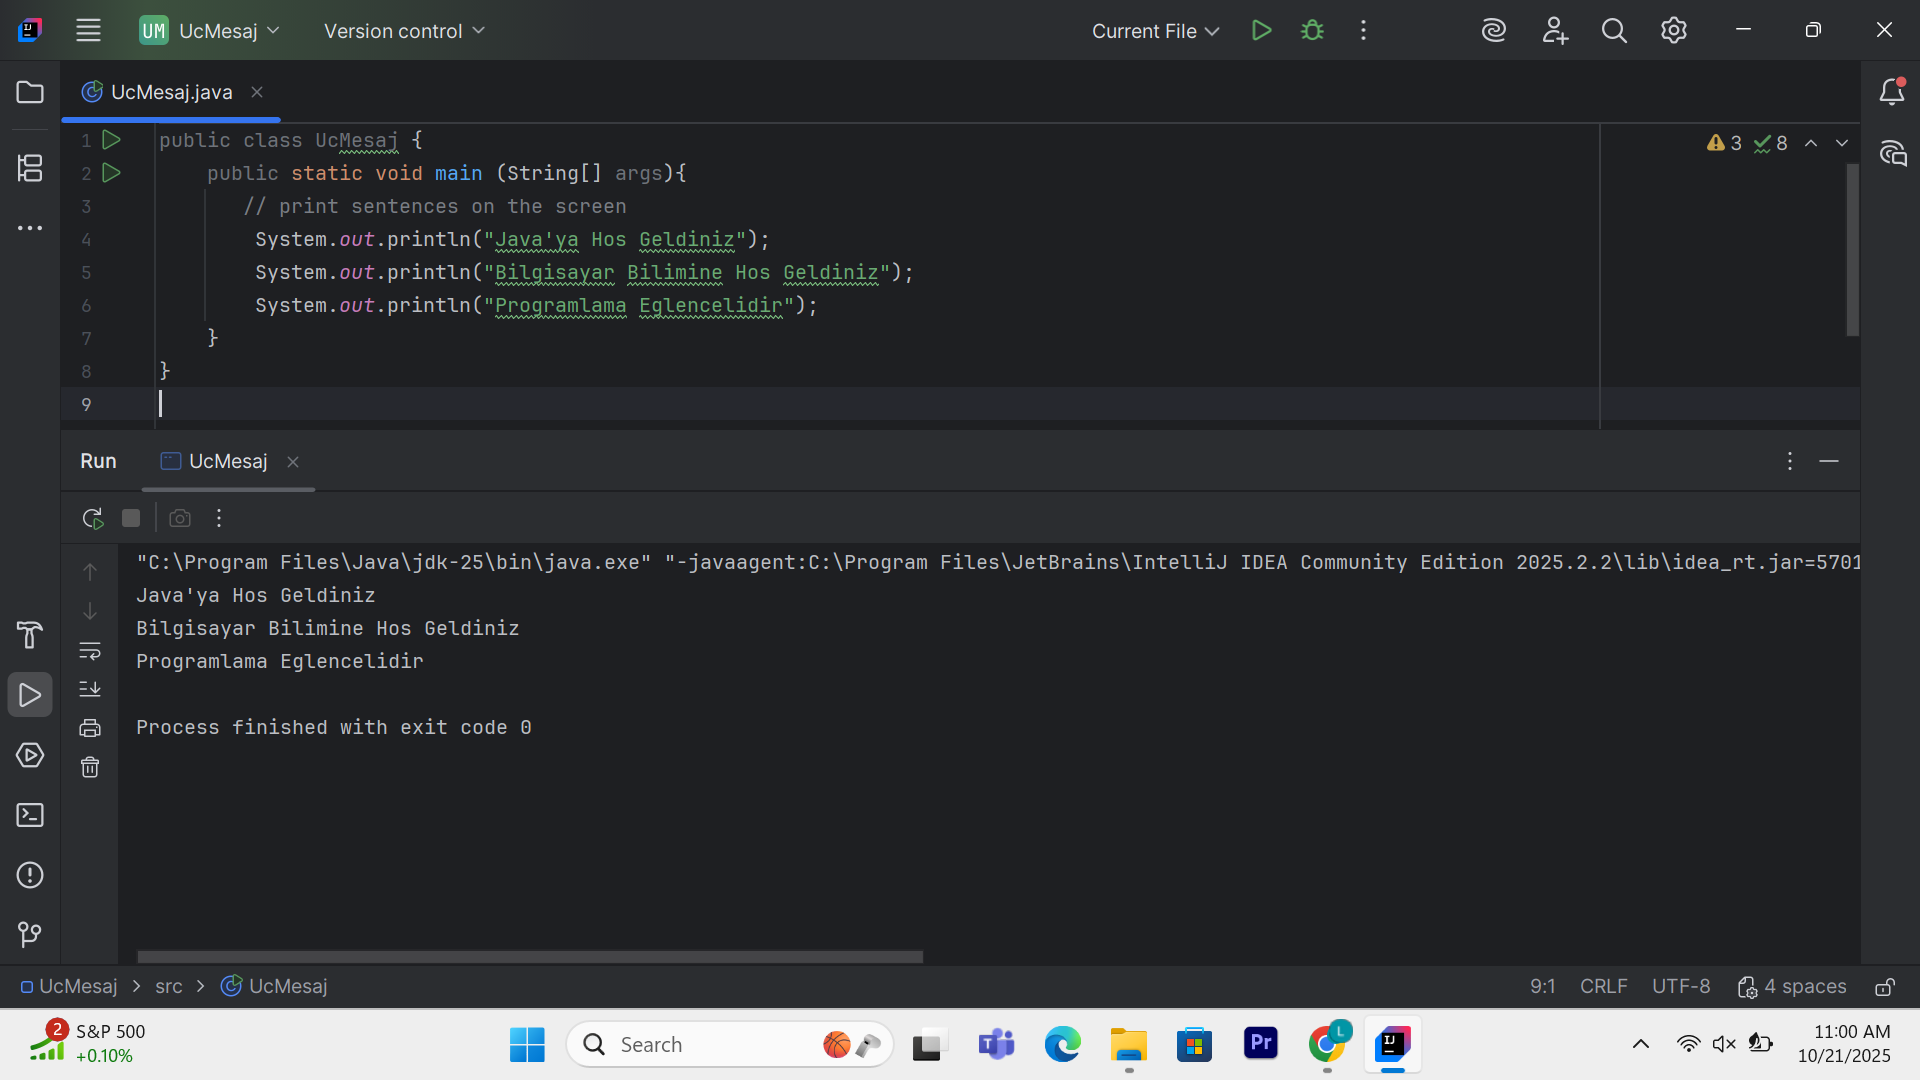 UM UcMesaj Version control Current File
UcMesaj.java
1 public class UcMesaj {
2 public static void main (String[] args){
3 // print sentences on the screen
4 System.out.println("Java'ya Hos Geldiniz");
5 System.out.println("Bilgisayar Bilimine Hos Geldiniz");
6 System.out.println("Programlama Eglencelidir");
7 }
8 }
9
3 8
Run UcMesaj
"C:\Program Files\Java\jdk-25\bin\java.exe" "-javaagent:C:\Program Files\JetBrains\IntelliJ IDEA Community Edition 2025.2.2\lib\idea_rt.jar=5701
Java'ya Hos Geldiniz
Bilgisayar Bilimine Hos Geldiniz
Programlama Eglencelidir
Process finished with exit code 0
UcMesaj > src > UcMesaj 9:1 CRLF UTF-8 4 spaces
2 S&P 500
+0.10%
Search
T
Pr
L
IJ
11:00 AM
10/21/2025